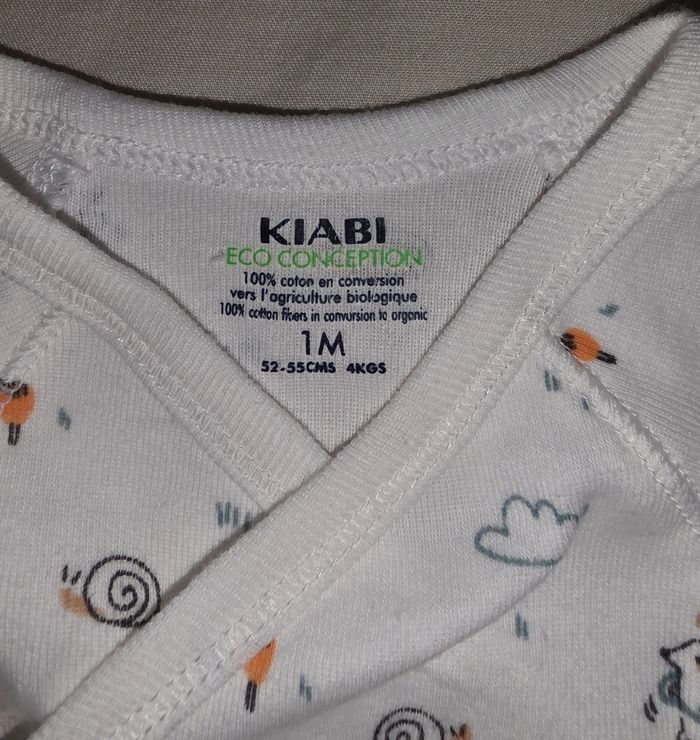 KIABI
ECO CONCEPTION
100% coton en conversion
vers l'agriculture biologique
100% cotton fibers in conversion to organic
1M
52-55CMS 4KGS